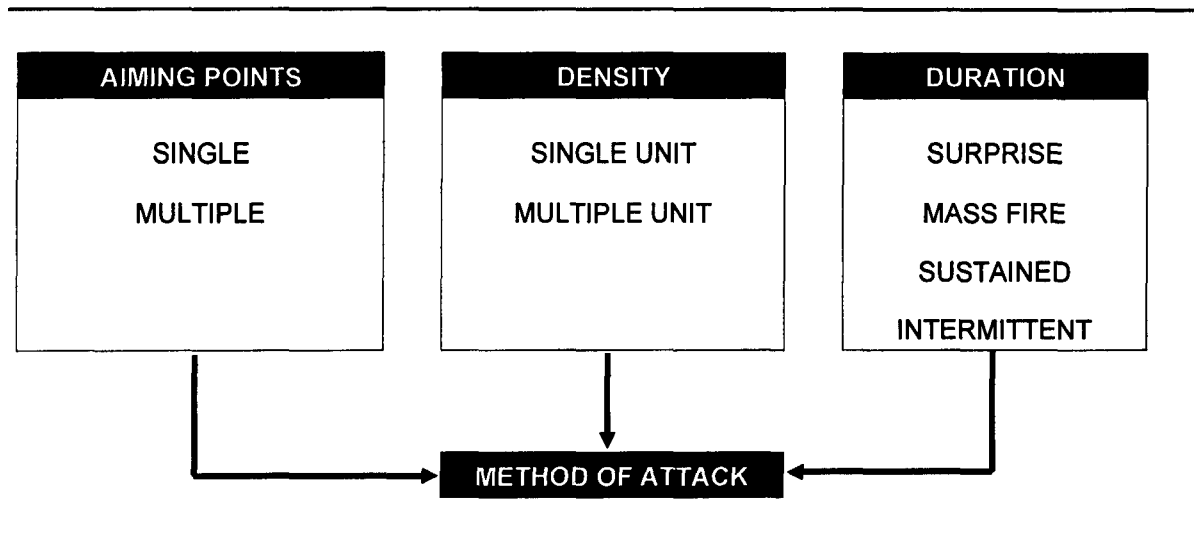 AIMING POINTS
SINGLE
MULTIPLE
DENSITY
SINGLE UNIT
MULTIPLE UNIT
DURATION
SURPRISE
MASS FIRE
SUSTAINED
INTERMITTENT
METHOD OF ATTACK